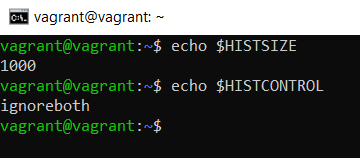 vagrant@vagrant: ~
vagrant@vagrant:~$ echo $HISTSIZE
1000
vagrant@vagrant:~$ echo $HISTCONTROL
ignoreboth
vagrant@vagrant:~$